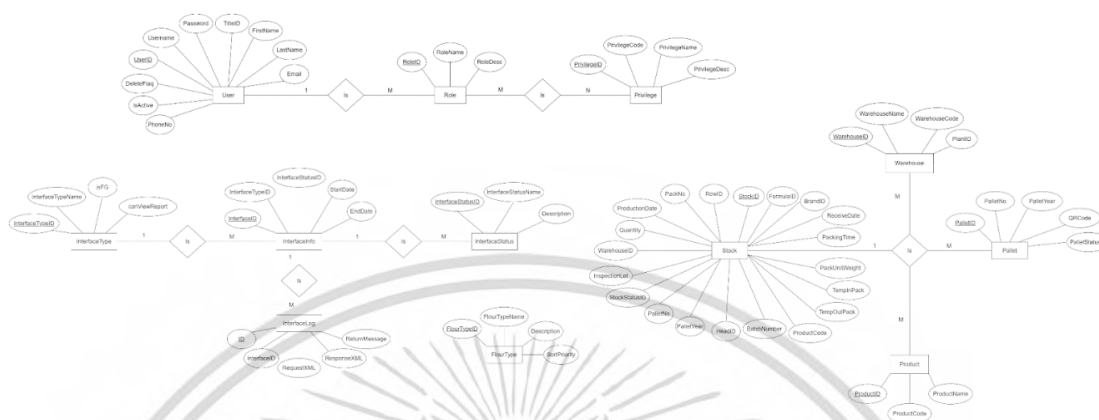 Password
TitleID
Username
FirstName
UserID
LastName
DeleteFlag
Email
IsActive
PhoneNo
User
1
Is
M
RoleID
RoleName
RoleDesc
Role
M
Is
N
PrivilegeID
PrivilegeCode
PrivilegeName
PrivilegeDesc
Privilege
WarehouseID
WarehouseName
WarehouseCode
PlantID
Warehouse
M
InterfaceTypeID
InterfaceTypeName
isFG
canViewReport
InterfaceType
1
Is
M
InterfaceID
InterfaceTypeID
InterfaceStatusID
StartDate
EndDate
InterfaceInfo
1
Is
M
InterfaceStatusID
InterfaceStatusName
Description
InterfaceStatus
1
Is
M
InterfaceLog
ID
InterfaceID
RequestXML
ResponseXML
ReturnMessage
FlourTypeID
FlourTypeName
Description
SortPriority
FlourType
PackNo
RowID
StockID
FormulaID
BrandID
ProductionDate
ReceiveDate
Quantity
PackingTime
WarehouseID
Stock
InspectionLot
PackUnitWeight
StockStatusID
TempInPack
PalletNo
TempOutPack
PalletYear
HeadID
BatchNumber
ProductCode
1
Is
M
PalletID
PalletNo
PalletYear
QRCode
PalletStatus
Pallet
M
Product
ProductID
ProductCode
ProductName